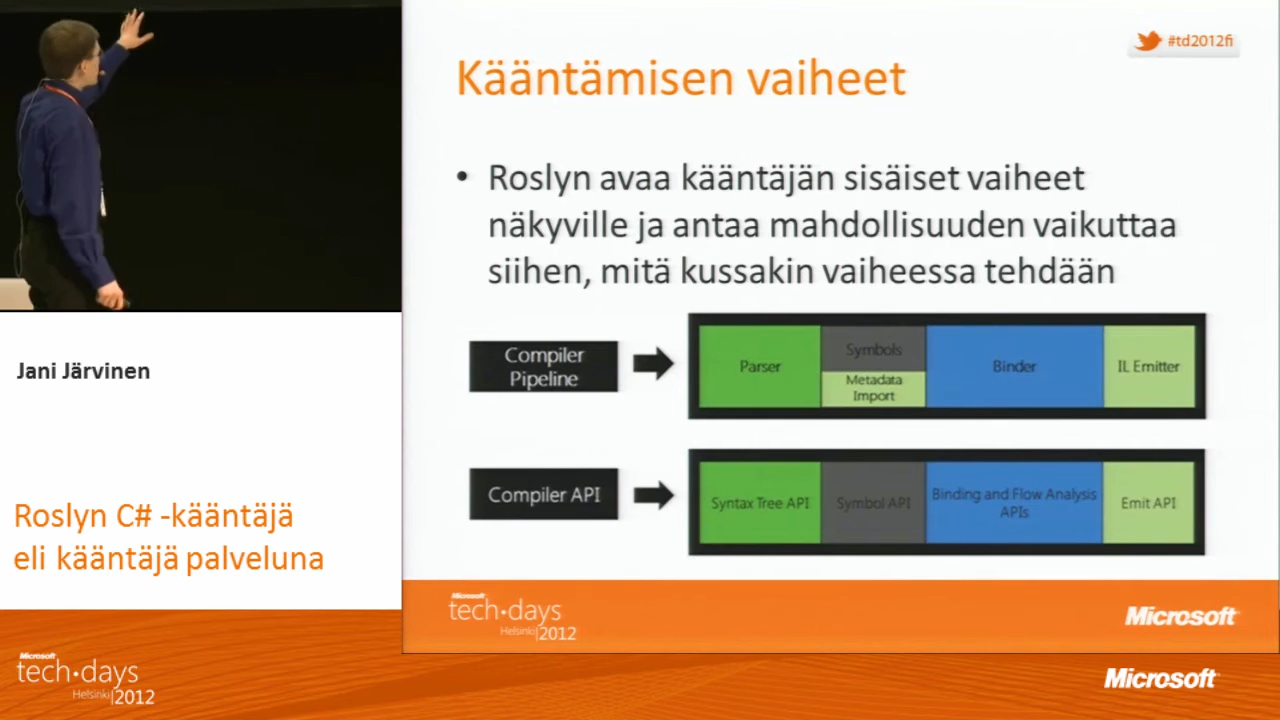 #td2012fi
Kääntämisen vaiheet
• Roslyn avaa kääntäjän sisäiset vaiheet
näkyville ja antaa mahdollisuuden vaikuttaa
siihen, mitä kussakin vaiheessa tehdään
Compiler
Pipeline
Parser
Symbols
Metadata
Import
Binder
IL Emitter
Compiler API
Syntax Tree API
Symbol API
Binding and Flow Analysis
APIs
Emit API
Microsoft
tech·days
Helsinki|2012
Microsoft
Jani Järvinen
Roslyn C# -kääntäjä
eli kääntäjä palveluna
Microsoft
tech·days
Helsinki|2012
Microsoft